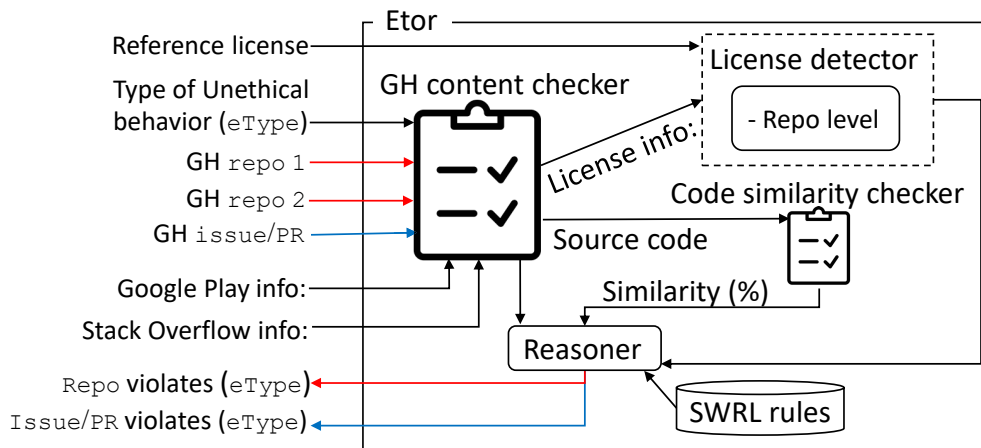 Etor
Reference license
License detector
- Repo level
Type of Unethical
behavior (eType)
GH content checker
GH repo 1
License info:
GH repo 2
Code similarity checker
GH issue/PR
Source code
Google Play info:
Similarity (%)
Stack Overflow info:
Reasoner
Repo violates (eType)
Issue/PR violates (eType)
SWRL rules